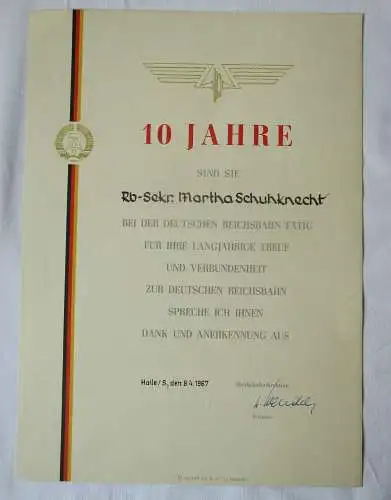 10 JAHRE
SIND SIE
Rb-Sekr. Martha Schuhknecht
BEI DER DEUTSCHEN REICHSBAHN TÄTIG
FÜR IHRE LANGJÄHRIGE TREUE
UND VERBUNDENHEIT
ZUR DEUTSCHEN REICHSBAHN
SPRECHE ICH IHNEN
DANK UND ANERKENNUNG AUS
Halle/S., den 8.4.1967